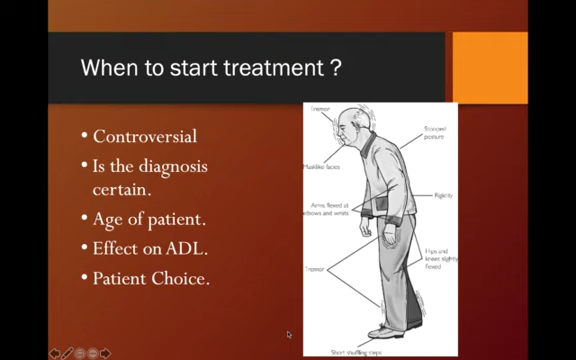 When to start treatment ?
• Controversial
• Is the diagnosis
certain.
• Age of patient.
• Effect on ADL.
• Patient Choice.
Tremor
Stooped
posture
Masklike facies
Rigidity
Arms flexed at
elbows and wrists
Hips and
knees slightly
flexed
Tremor
Short shuffling steps